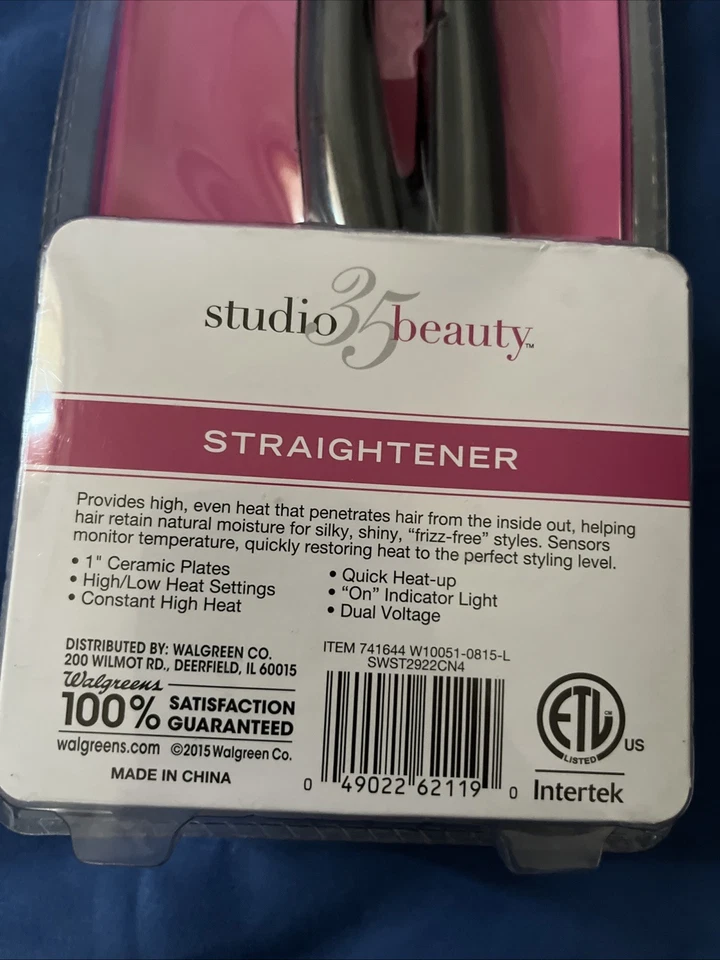 studio 35 beauty™
STRAIGHTENER
Provides high, even heat that penetrates hair from the inside out, helping
hair retain natural moisture for silky, shiny, “frizz-free” styles. Sensors
monitor temperature, quickly restoring heat to the perfect styling level.
• 1" Ceramic Plates
• High/Low Heat Settings
• Constant High Heat
• Quick Heat-up
• “On” Indicator Light
• Dual Voltage
DISTRIBUTED BY: WALGREEN CO.
200 WILMOT RD., DEERFIELD, IL 60015
Walgreens
100% SATISFACTION
GUARANTEED
walgreens.com ©2015 Walgreen Co.
MADE IN CHINA
ITEM 741644 W10051-0815-L
SWST2922CN4
0 49022 62119 0
ETL CM
LISTED
US
Intertek